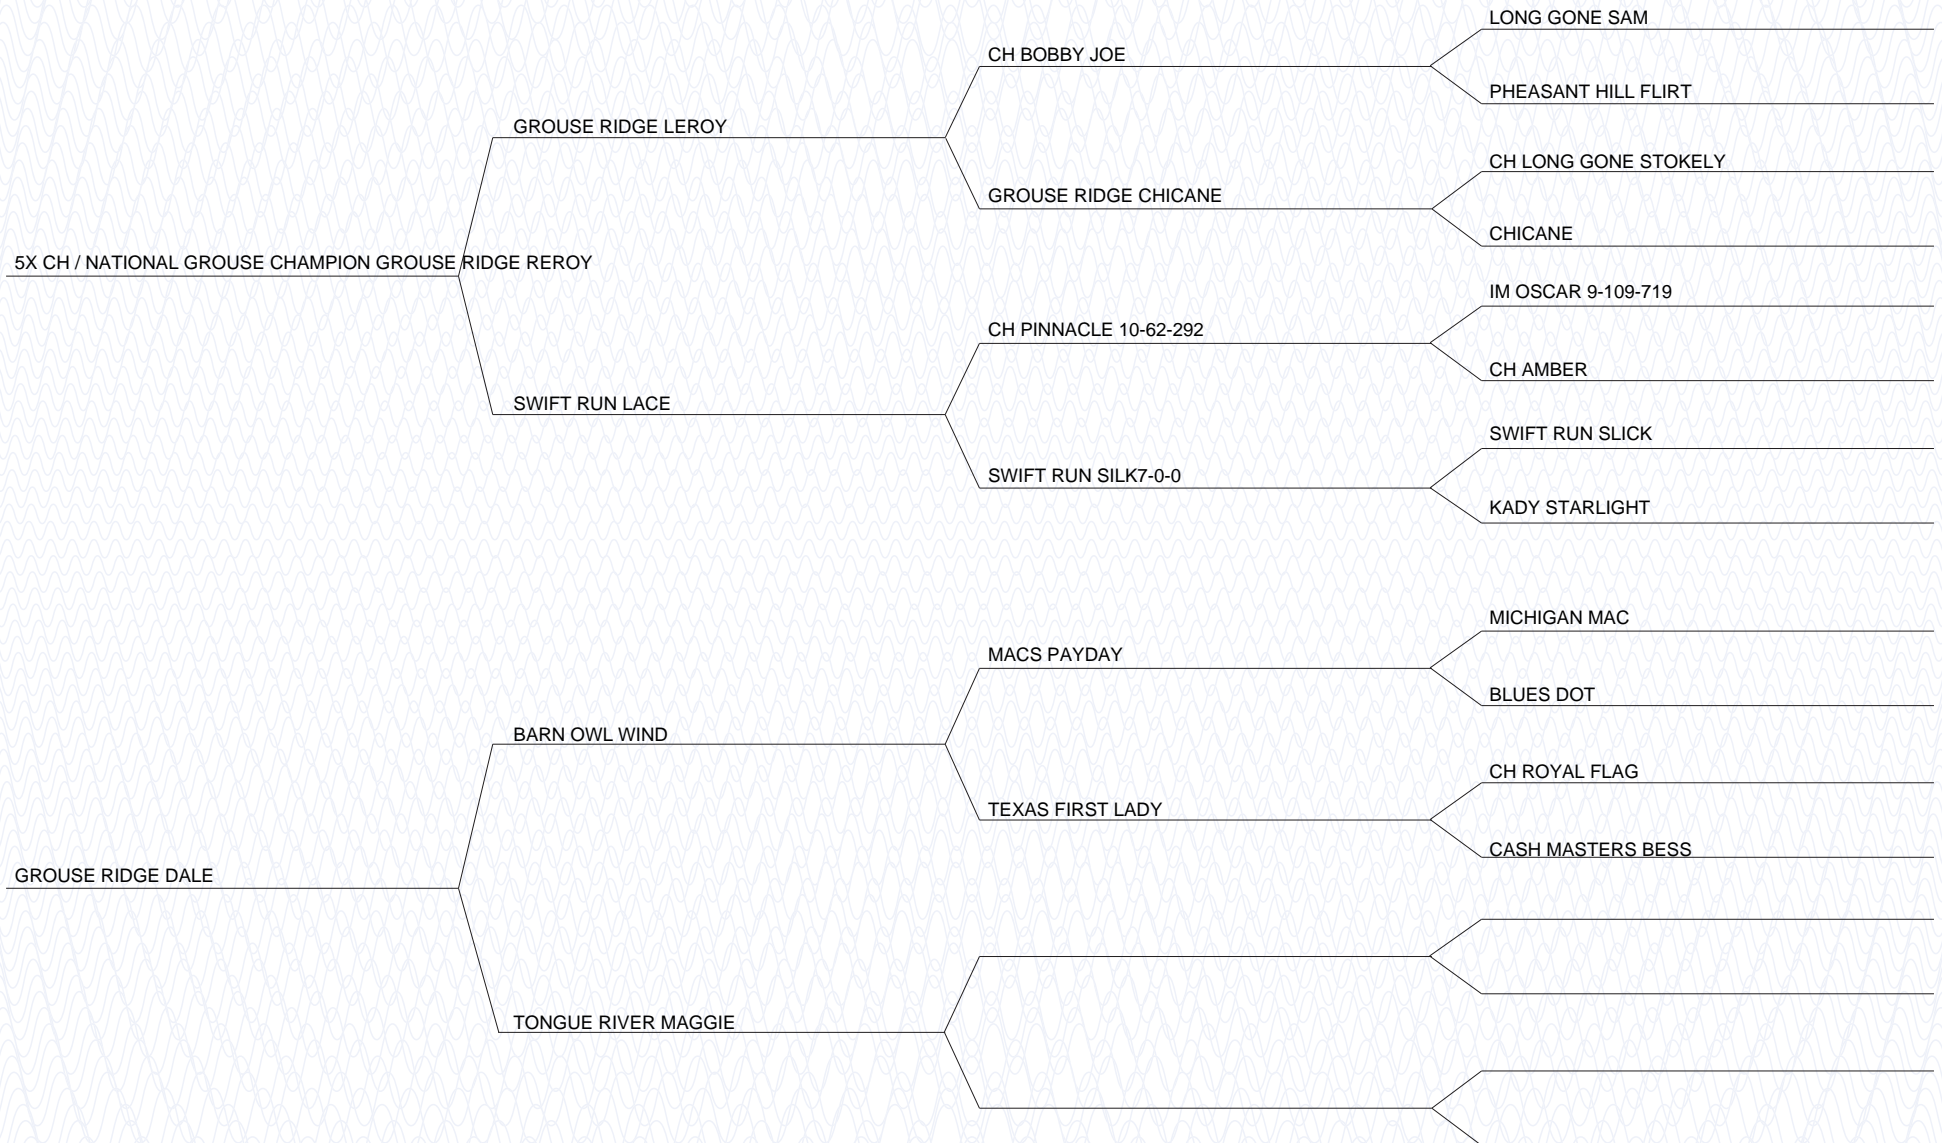 LONG GONE SAM
CH BOBBY JOE
PHEASANT HILL FLIRT
GROUSE RIDGE LEROY
CH LONG GONE STOKELY
GROUSE RIDGE CHICANE
CHICANE
5X CH / NATIONAL GROUSE CHAMPION GROUSE RIDGE REROY
IM OSCAR 9-109-719
CH PINNACLE 10-62-292
CH AMBER
SWIFT RUN LACE
SWIFT RUN SLICK
SWIFT RUN SILK7-0-0
KADY STARLIGHT
MICHIGAN MAC
MACS PAYDAY
BLUES DOT
BARN OWL WIND
CH ROYAL FLAG
TEXAS FIRST LADY
CASH MASTERS BESS
GROUSE RIDGE DALE
TONGUE RIVER MAGGIE